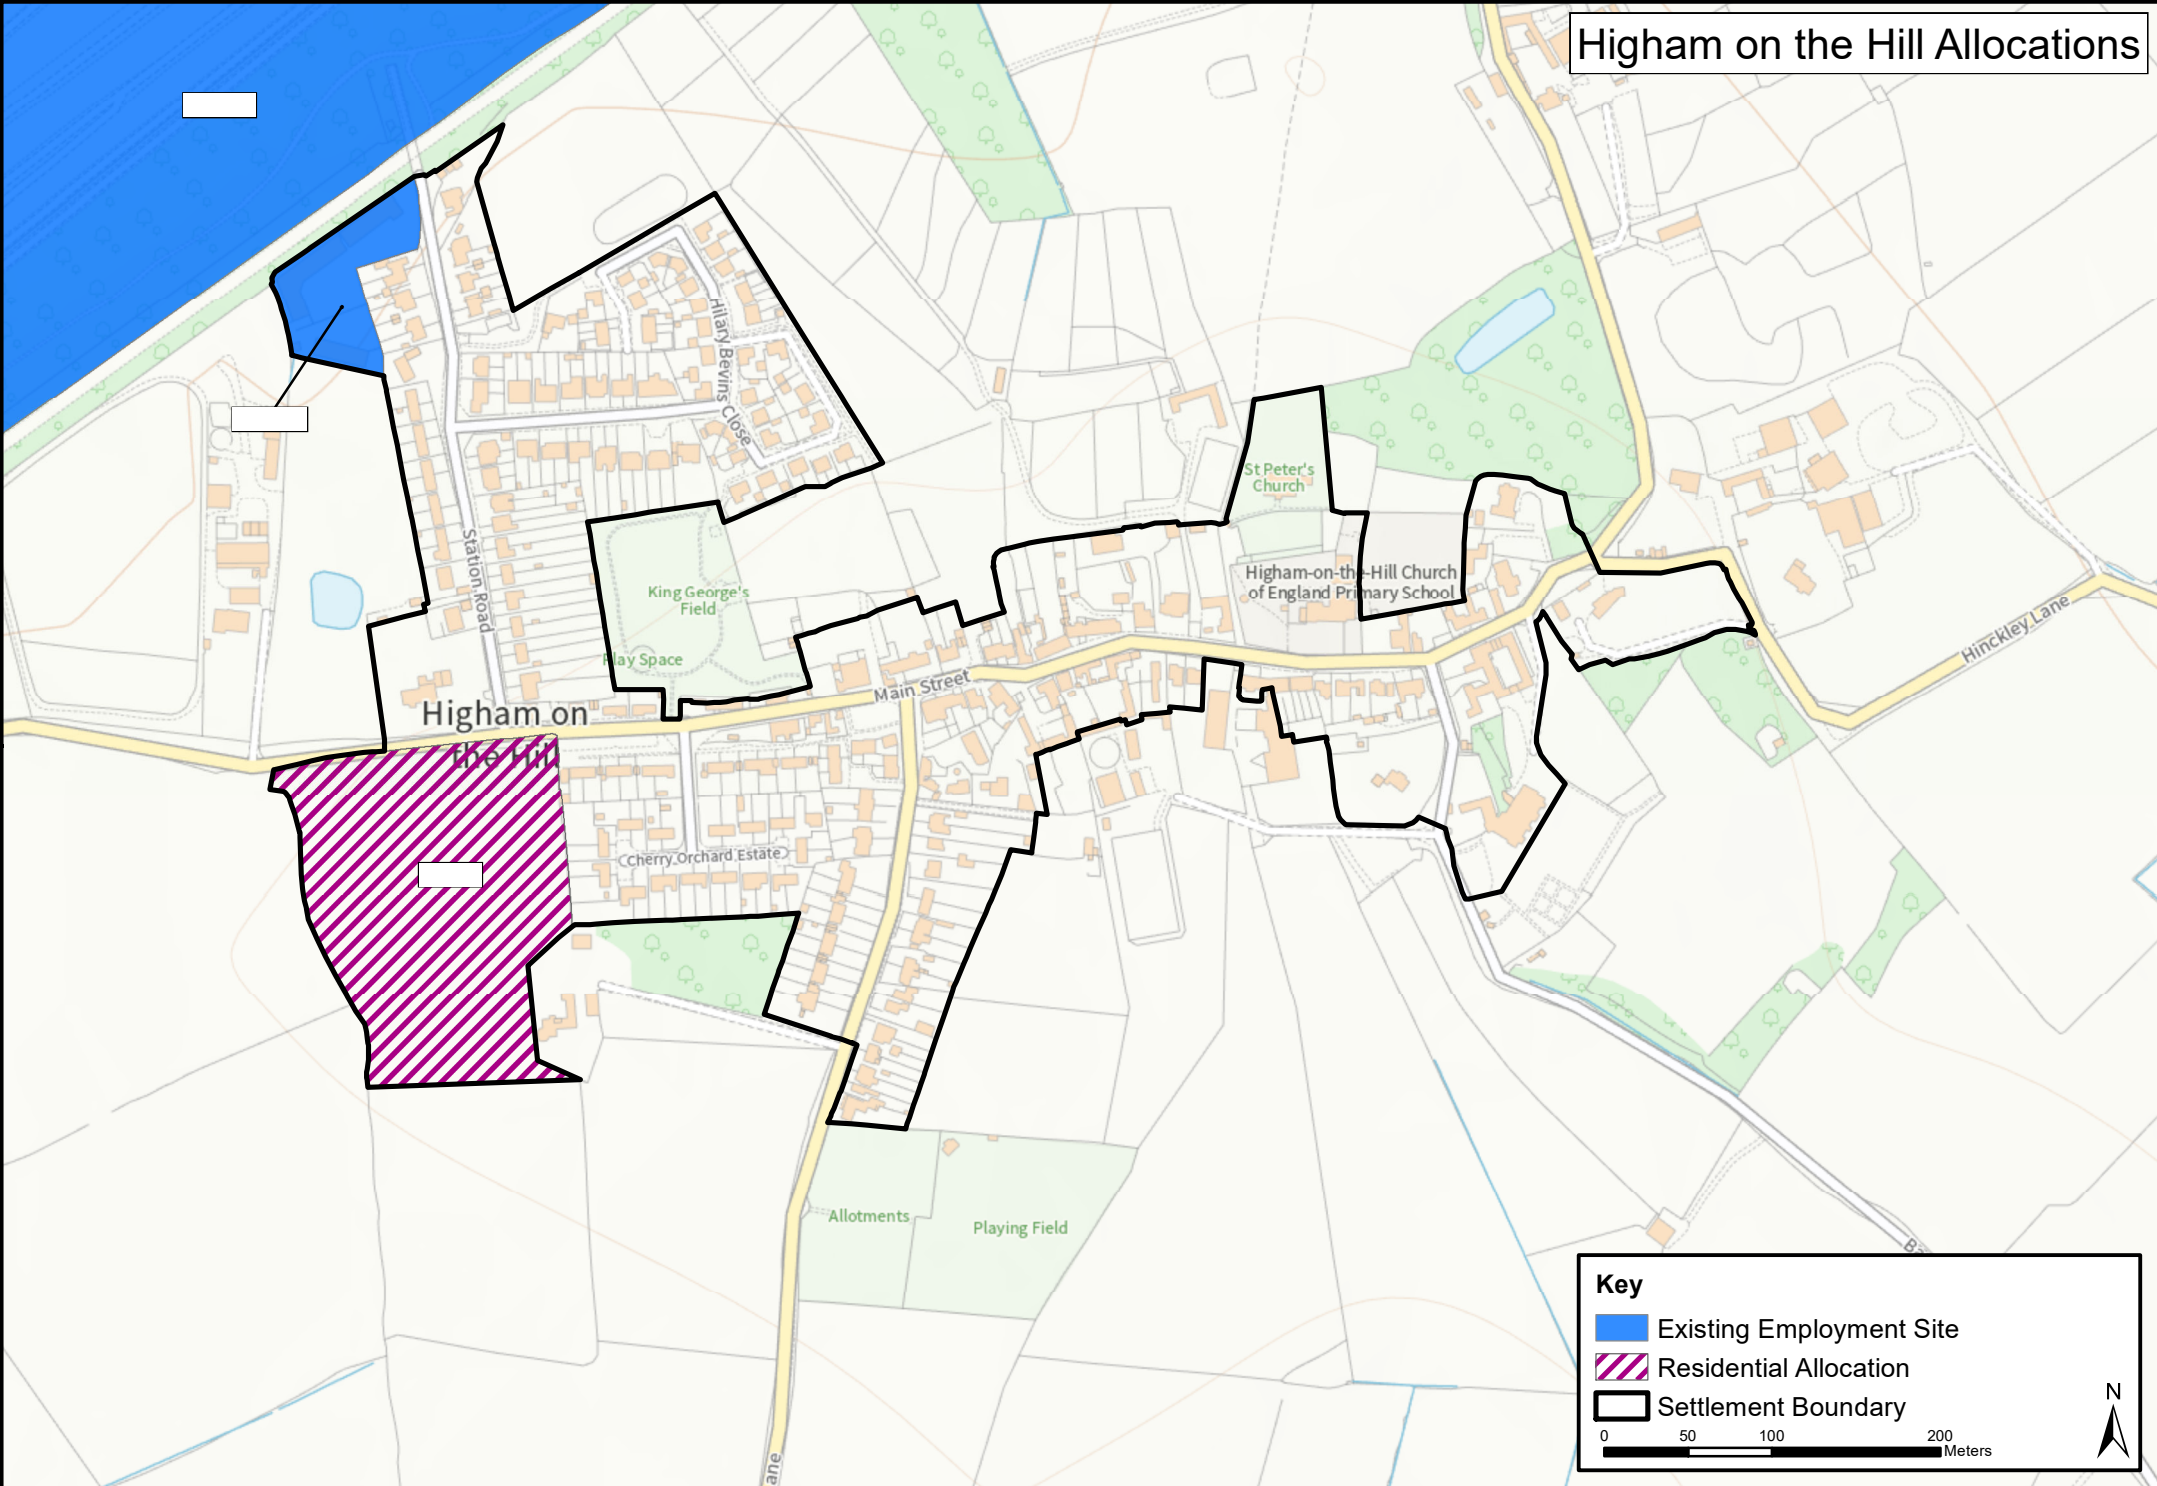 Higham on the Hill Allocations
Hilary Bevins Close
St Peter's
Church
Station Road
Higham-on-the-Hill Church
of England Primary School
King George's
Field
Play Space
Hinckley Lane
Main Street
Higham on
the Hill
Cherry Orchard Estate
Allotments
Playing Field
Ba
ane
Key
Existing Employment Site
Residential Allocation
Settlement Boundary
N
0 50 100 200
Meters